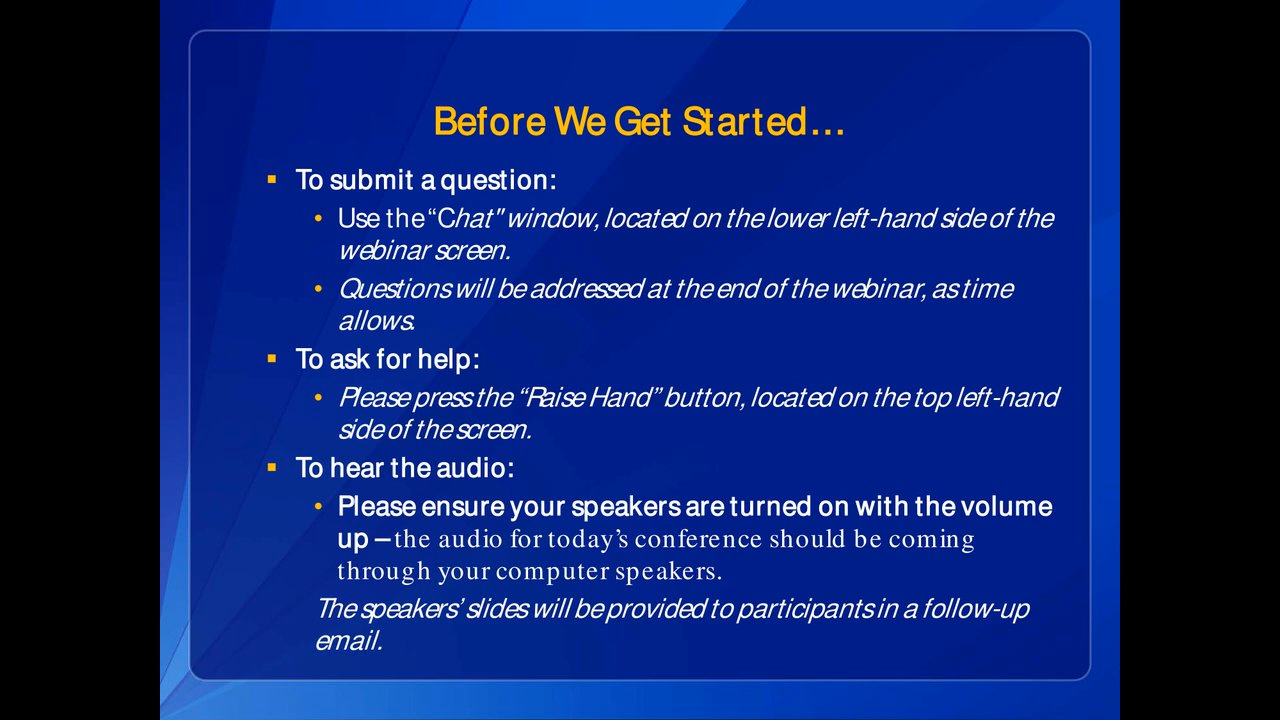 Before We Get Started…
▪ To submit a question:
• Use the “Chat" window, located on the lower left-hand side of the
webinar screen.
• Questions will be addressed at the end of the webinar, as time
allows.
▪ To ask for help:
• Please press the “Raise Hand” button, located on the top left-hand
side of the screen.
▪ To hear the audio:
• Please ensure your speakers are turned on with the volume
up – the audio for today’s conference should be coming
through your computer speakers.
The speakers’ slides will be provided to participants in a follow-up
email.